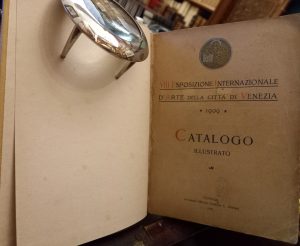 VIII ESPOSIZIONE INTERNAZIONALE
D'ARTE DELLA CITTÀ DI VENEZIA
1909
CATALOGO
ILLUSTRATO